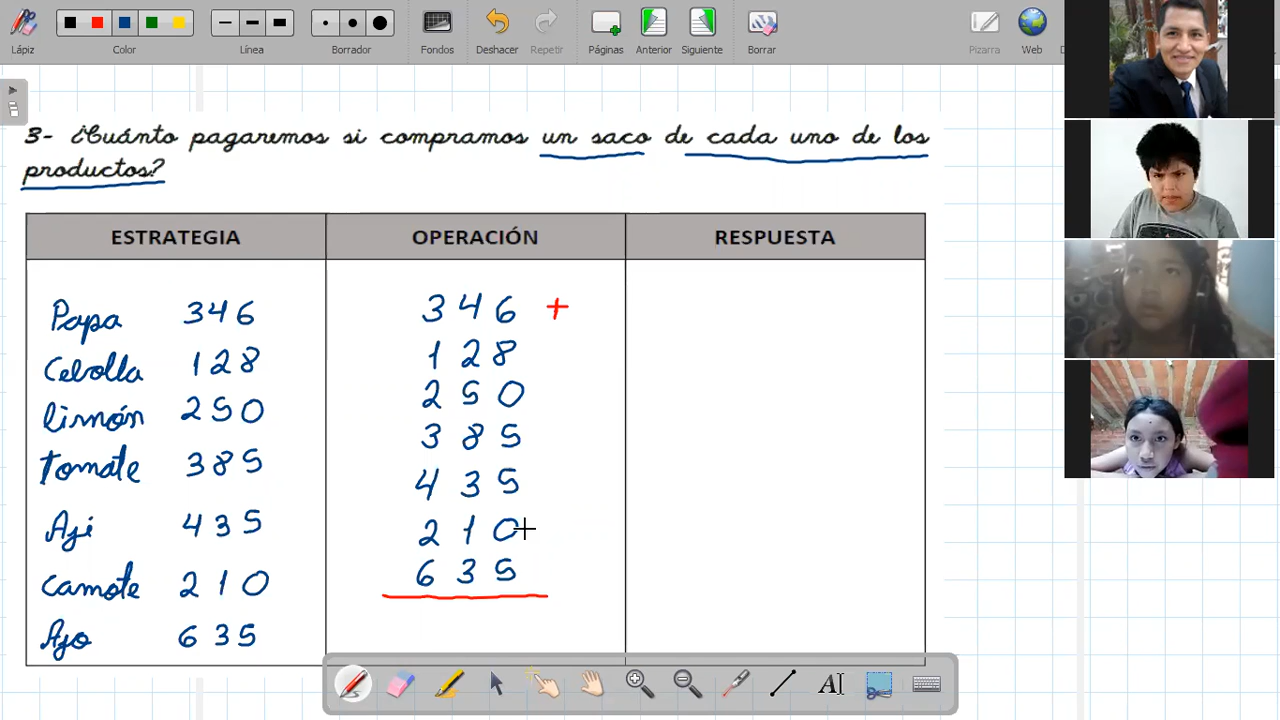 Lápiz Color Línea Borrador Fondos Deshacer Repetir Páginas Anterior Siguiente Borrar Pizarra Web
3- ¿Cuánto pagaremos si compramos un saco de cada uno de los
productos?
ESTRATEGIA OPERACIÓN RESPUESTA
Papa 346
Cebolla 128
limón 250
tomate 385
Ají 435
camote 210
Ajo 635
346 +
128
250
385
435
210
635
AI